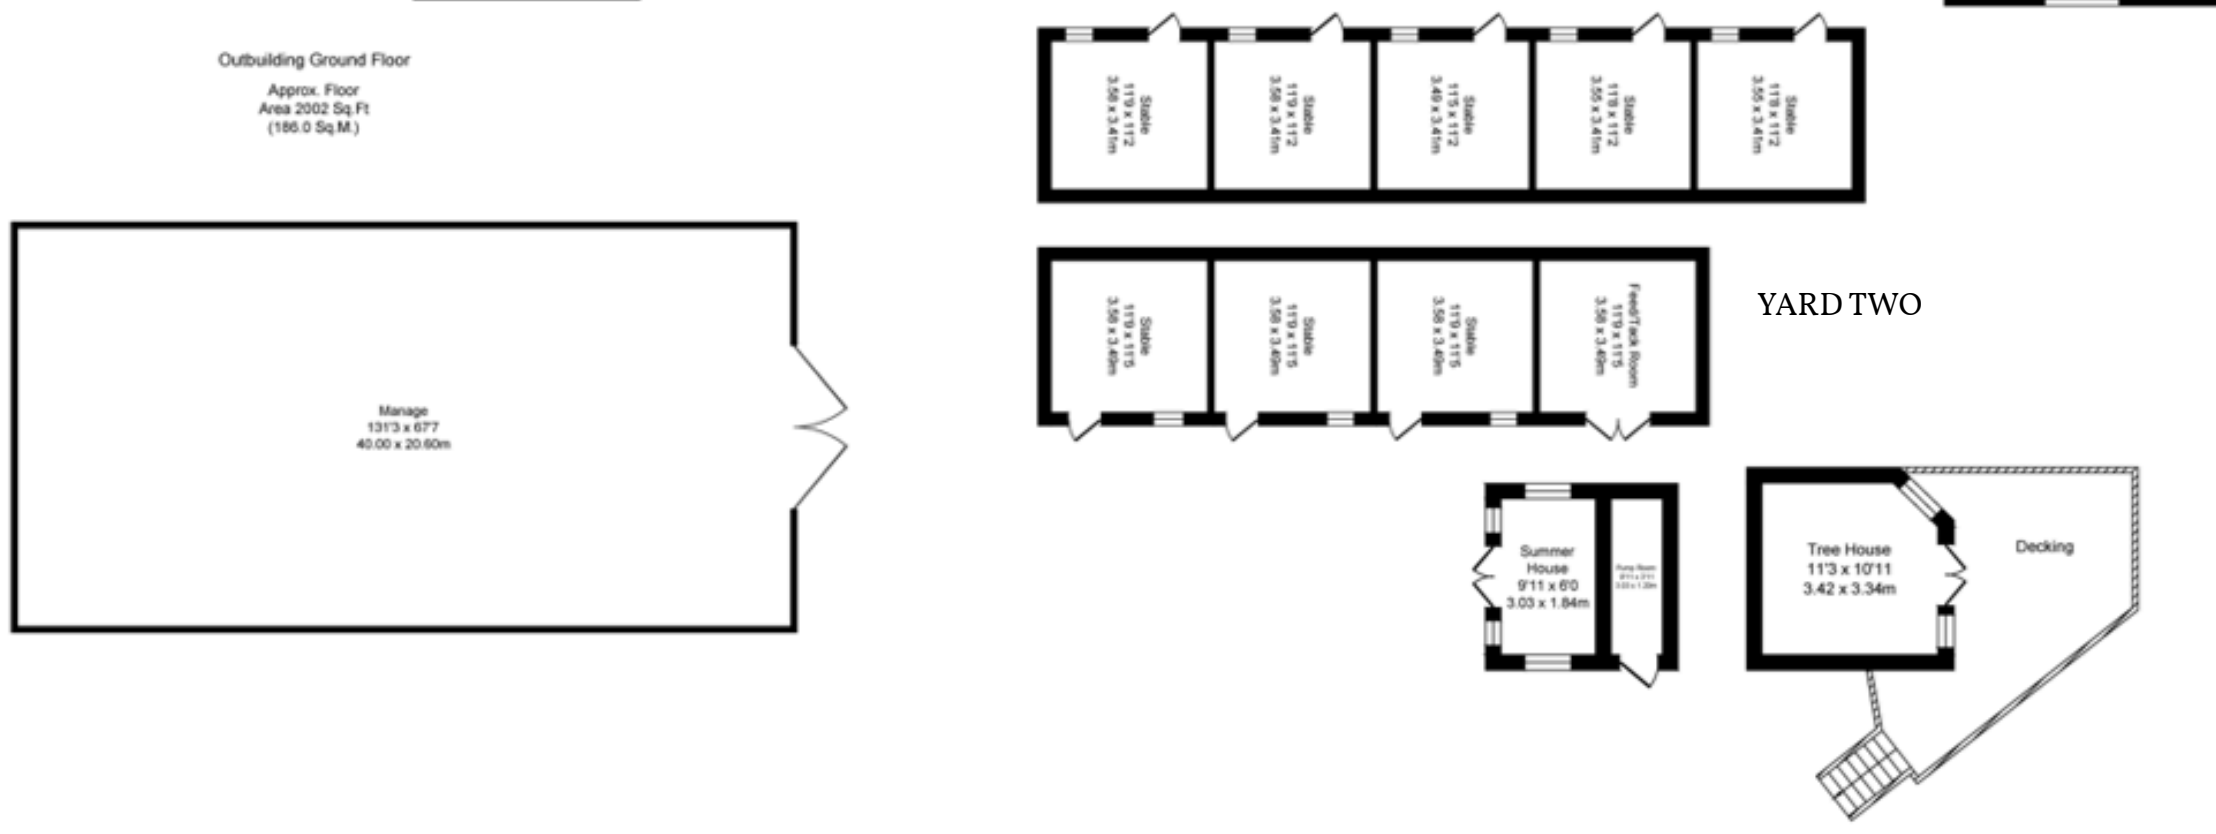 Outbuilding Ground Floor
Approx. Floor
Area 2002 Sq.Ft
(186.0 Sq.M.)
Stable
11'9 x 11'2
3.58 x 3.41m
Stable
11'9 x 11'2
3.58 x 3.41m
Stable
11'5 x 11'2
3.49 x 3.41m
Stable
11'8 x 11'2
3.55 x 3.41m
Stable
11'8 x 11'2
3.55 x 3.41m
Stable
11'9 x 11'5
3.58 x 3.49m
Stable
11'9 x 11'5
3.58 x 3.49m
Stable
11'9 x 11'5
3.58 x 3.49m
Feed/Tack Room
11'9 x 11'5
3.58 x 3.49m
YARD TWO
Manage
131'3 x 67'7
40.00 x 20.60m
Summer
House
9'11 x 6'0
3.03 x 1.84m
Pump Room
Tree House
11'3 x 10'11
3.42 x 3.34m
Decking